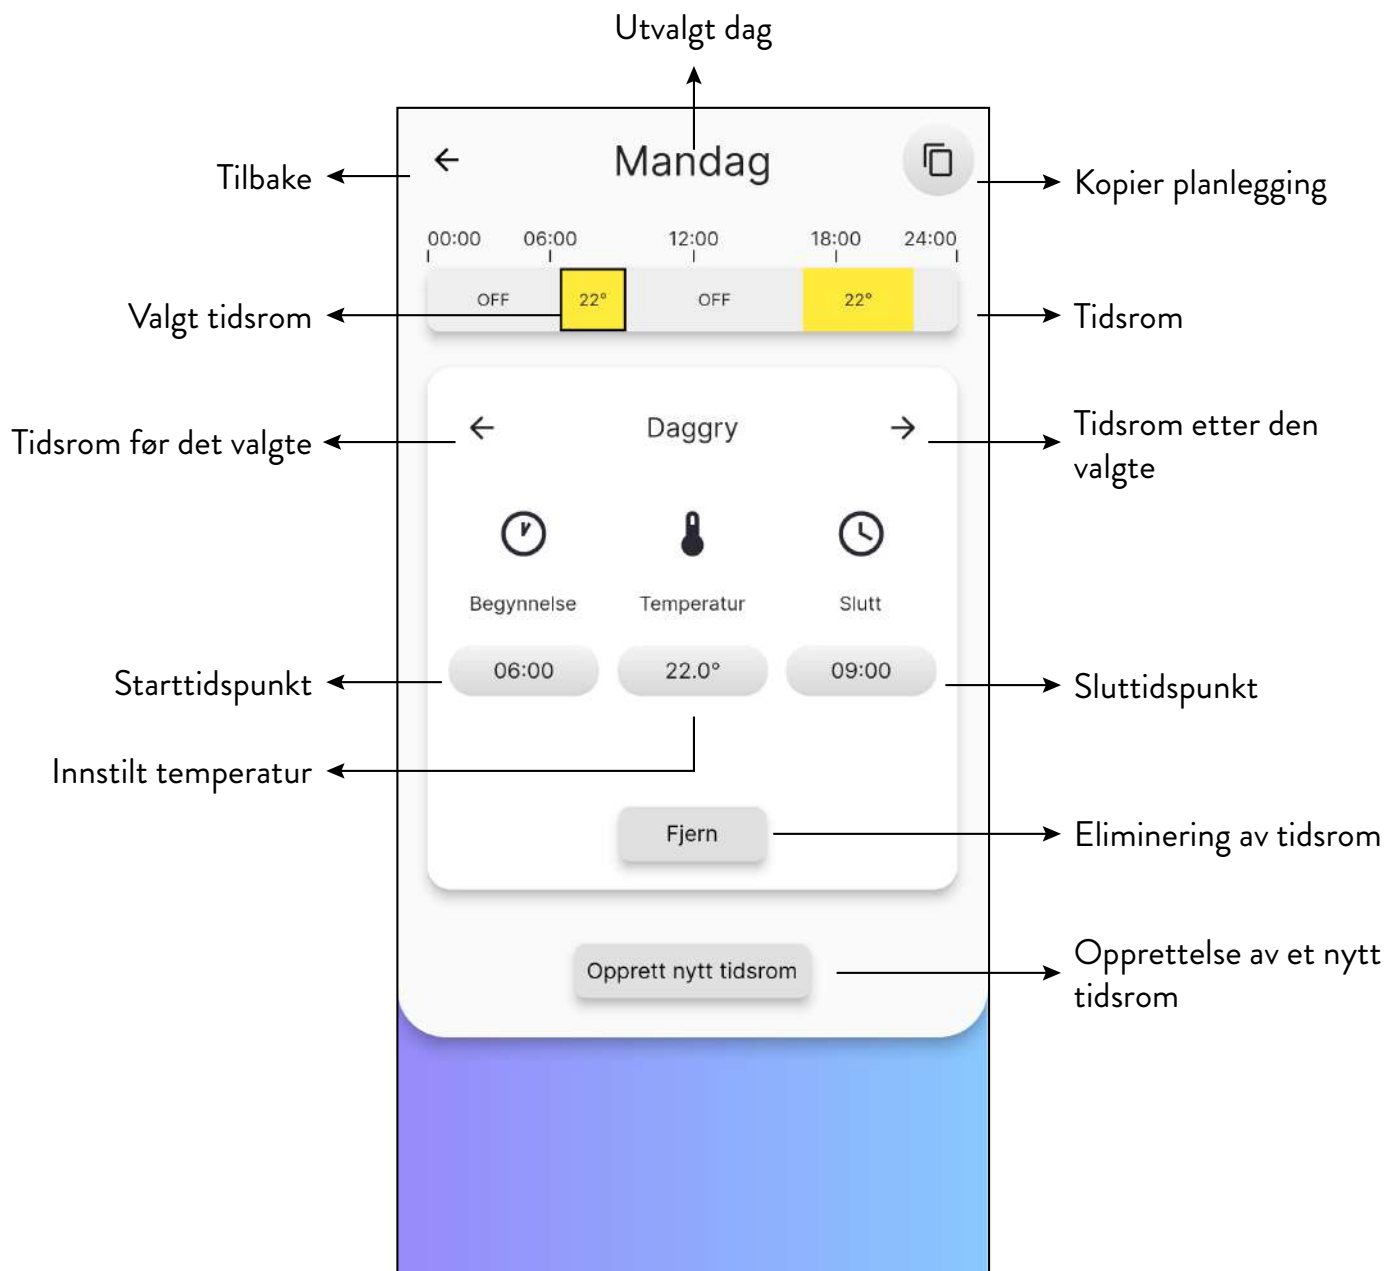 Utvalgt dag
Tilbake
Mandag
Kopier planlegging
00:00 06:00 12:00 18:00 24:00
Valgt tidsrom
OFF 22° OFF 22°
Tidsrom
Tidsrom før det valgte
Daggry
Tidsrom etter den
valgte
Begynnelse Temperatur Slutt
Starttidspunkt
06:00 22.0° 09:00
Sluttidspunkt
Innstilt temperatur
Fjern
Eliminering av tidsrom
Opprett nytt tidsrom
Opprettelse av et nytt
tidsrom